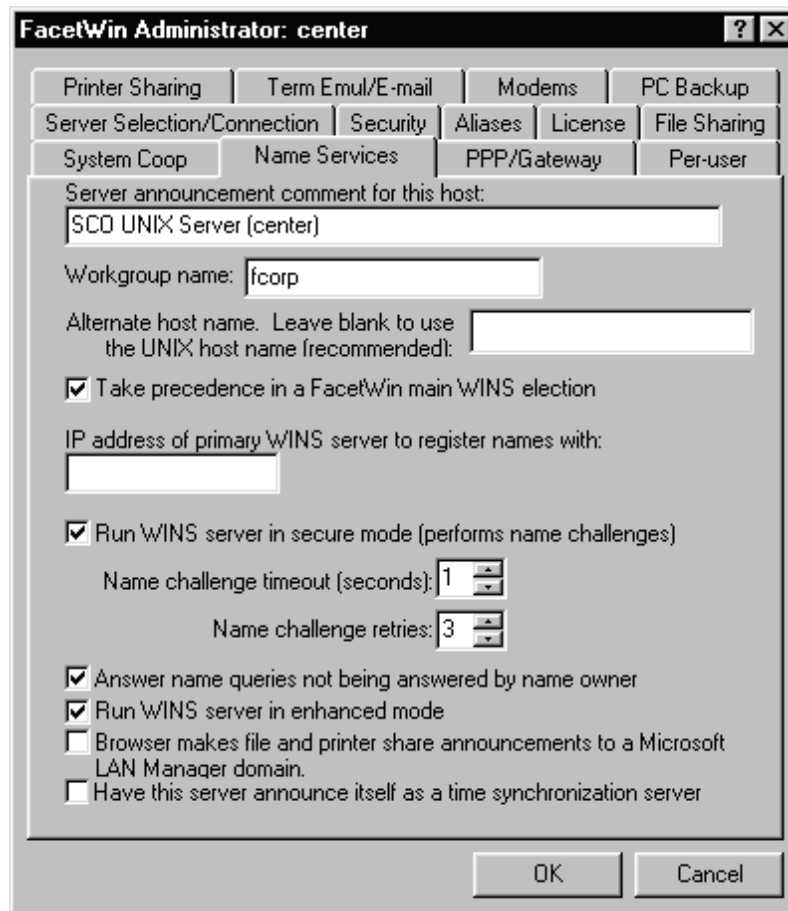 FacetWin Administrator: center
Printer Sharing Term Emul/E-mail Modems PC Backup
Server Selection/Connection Security Aliases License File Sharing
System Coop Name Services PPP/Gateway Per-user
Server announcement comment for this host:
SCO UNIX Server (center)
Workgroup name: fcorp
Alternate host name. Leave blank to use
the UNIX host name (recommended):
Take precedence in a FacetWin main WINS election
IP address of primary WINS server to register names with:
Run WINS server in secure mode (performs name challenges)
Name challenge timeout (seconds): 1
Name challenge retries: 3
Answer name queries not being answered by name owner
Run WINS server in enhanced mode
Browser makes file and printer share announcements to a Microsoft
LAN Manager domain.
Have this server announce itself as a time synchronization server
OK Cancel